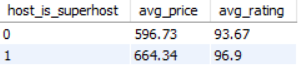 host_is_superhost avg_price avg_rating
0 596.73 93.67
1 664.34 96.9